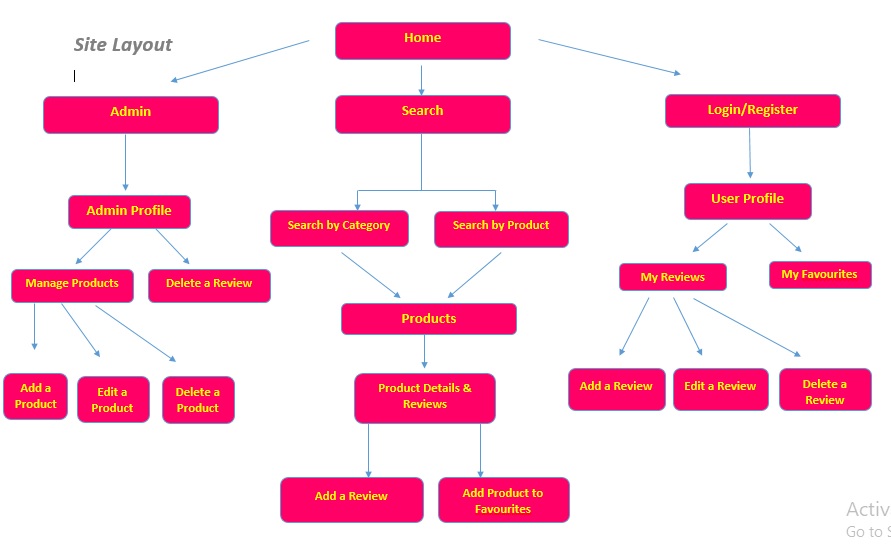 Site Layout
Home
Admin
Search
Login/Register
Admin Profile
Search by Category
Search by Product
User Profile
Manage Products
Delete a Review
My Reviews
My Favourites
Products
Add a
Product
Edit a
Product
Delete a
Product
Product Details &
Reviews
Add a Review
Edit a Review
Delete a
Review
Add a Review
Add Product to
Favourites
Activ
Go to S